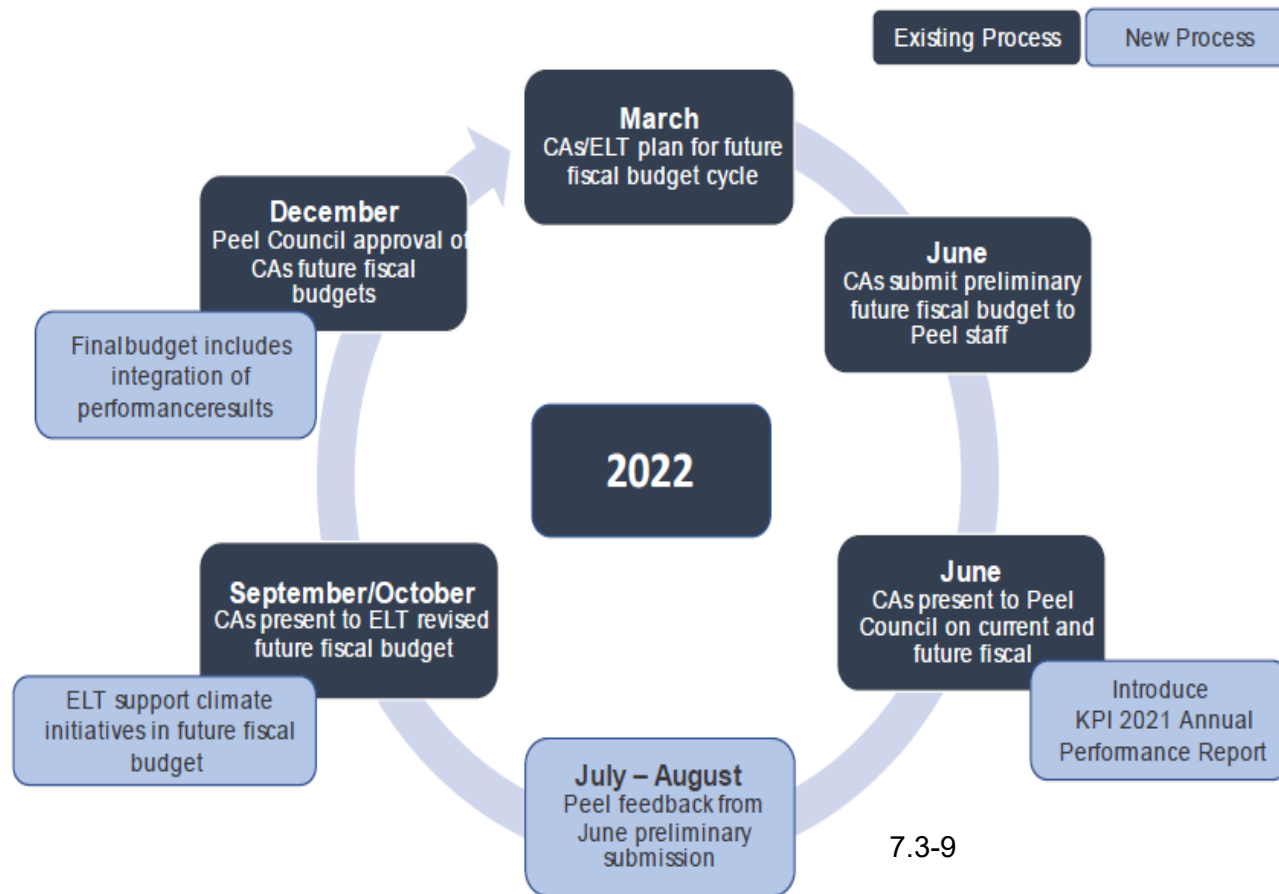 Existing Process
New Process
March
CAs/ELT plan for future
fiscal budget cycle
June
CAs submit preliminary
future fiscal budget to
Peel staff
June
CAs present to Peel
Council on current and
future fiscal
Introduce
KPI 2021 Annual
Performance Report
July – August
Peel feedback from
June preliminary
submission
September/October
CAs present to ELT revised
future fiscal budget
ELT support climate
initiatives in future fiscal
budget
December
Peel Council approval of
CAs future fiscal
budgets
Finalbudget includes
integration of
performanceresults
2022
7.3-9